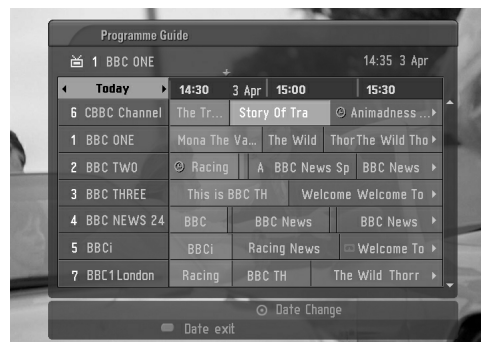 Programme Guide
1 BBC ONE 14:35 3 Apr
Today 14:30 3 Apr 15:00 15:30
6 CBBC Channel The Tr... Story Of Tra Animadness ...
1 BBC ONE Mona The Va... The Wild Thor The Wild Tho
2 BBC TWO Racing A BBC News Sp BBC News
3 BBC THREE This is BBC TH Welcome Welcome To
4 BBC NEWS 24 BBC BBC News BBC News
5 BBCi BBCi Racing News Welcome To
7 BBC1 London Racing BBC TH The Wild Thorr
Date Change
Date exit